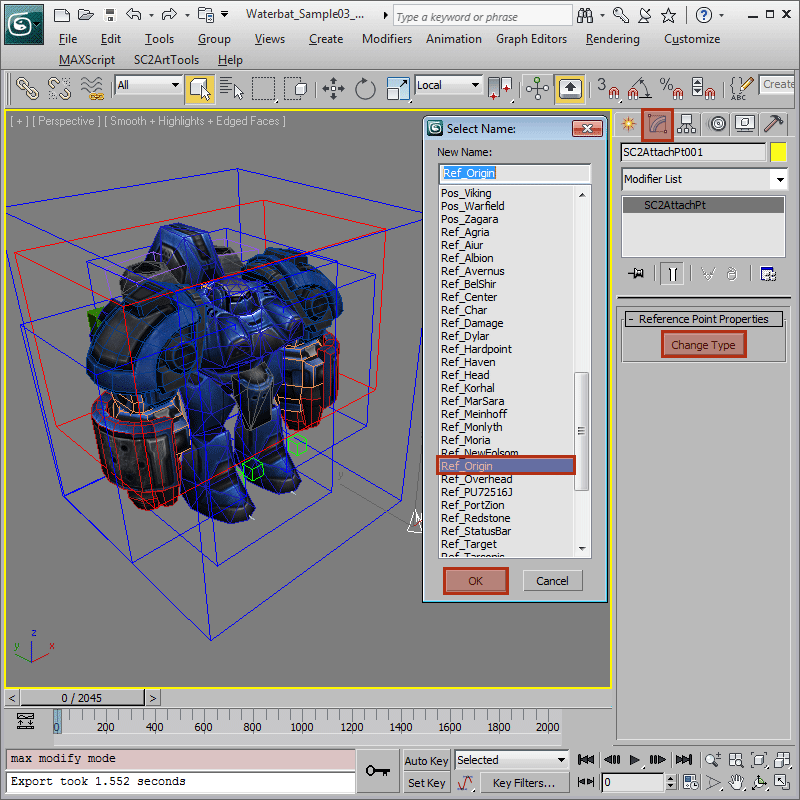 Waterbat_Sample03_...
Type a keyword or phrase
File Edit Tools Group Views Create Modifiers Animation Graph Editors Rendering Customize
MAXScript SC2ArtTools Help
All
Local
3
%
ABC
Create
[ + ] [ Perspective ] [ Smooth + Highlights + Edged Faces ]
Select Name:
New Name:
Ref_Origin
Pos_Viking
Pos_Warfield
Pos_Zagara
Ref_Agria
Ref_Aiur
Ref_Albion
Ref_Avernus
Ref_BelShir
Ref_Center
Ref_Char
Ref_Damage
Ref_Dylar
Ref_Hardpoint
Ref_Haven
Ref_Head
Ref_Korhal
Ref_MarSara
Ref_Meinhoff
Ref_Monlyth
Ref_Moria
Ref_NewFolsom
Ref_Origin
Ref_Overhead
Ref_PU72516J
Ref_PortZion
Ref_Redstone
Ref_StatusBar
Ref_Target
Ref_Tarsonis
OK Cancel
SC2AttachPt001
Modifier List
SC2AttachPt
- Reference Point Properties
Change Type
y
z
y
x
< 0 / 2045 >
0 200 400 600 800 1000 1200 1400 1600 1800 2000
max modify mode
Export took 1.552 seconds
Auto Key Selected
Set Key Key Filters...
0